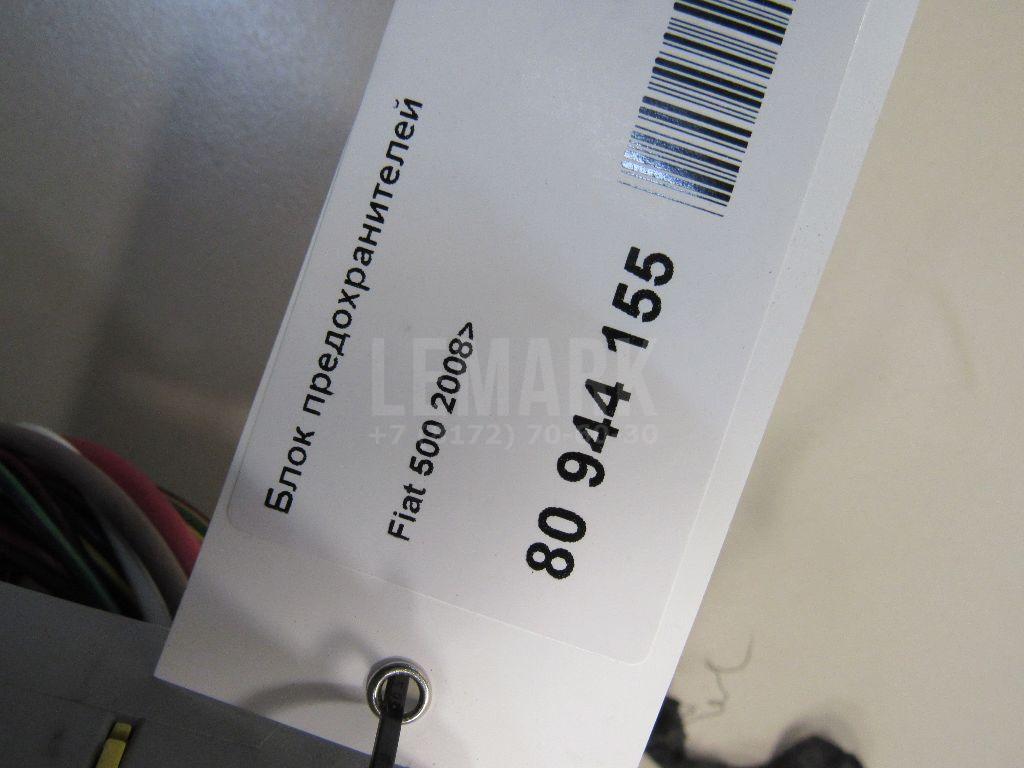 Блок предохранителей
Fiat 500 2008>
80 944 155
LEMARK